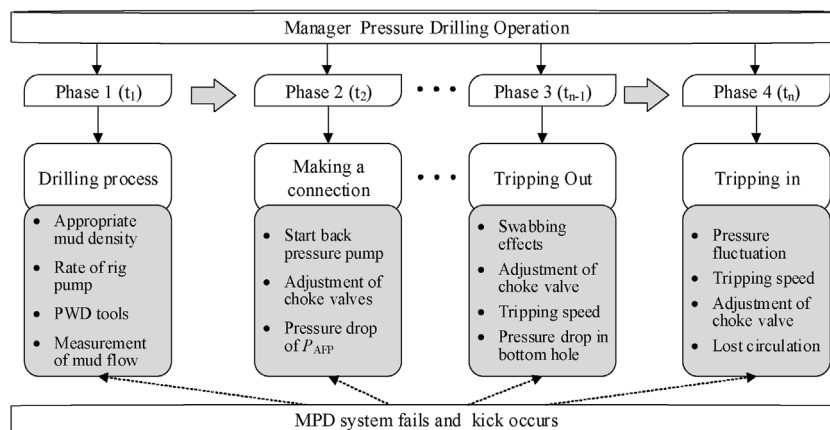 Manager Pressure Drilling Operation
Phase 1 (t1)
Phase 2 (t2)
• • •
Phase 3 (tn-1)
Phase 4 (tn)
Drilling process
• Appropriate
mud density
• Rate of rig
pump
• PWD tools
• Measurement
of mud flow
Making a
connection
• Start back
pressure pump
• Adjustment of
choke valves
• Pressure drop
of PAFP
• • •
Tripping Out
• Swabbing
effects
• Adjustment of
choke valve
• Tripping speed
• Pressure drop in
bottom hole
Tripping in
• Pressure
fluctuation
• Tripping speed
• Adjustment of
choke valve
• Lost circulation
MPD system fails and kick occurs